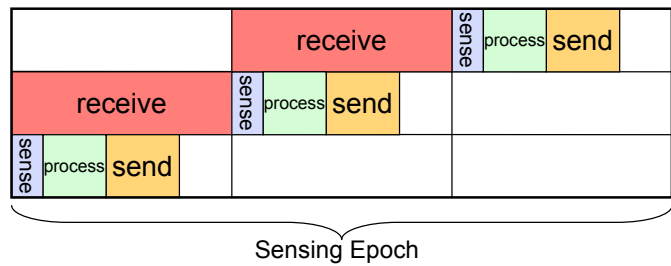 receive
sense
process
send
receive
sense
process
send
sense
process
send
Sensing Epoch